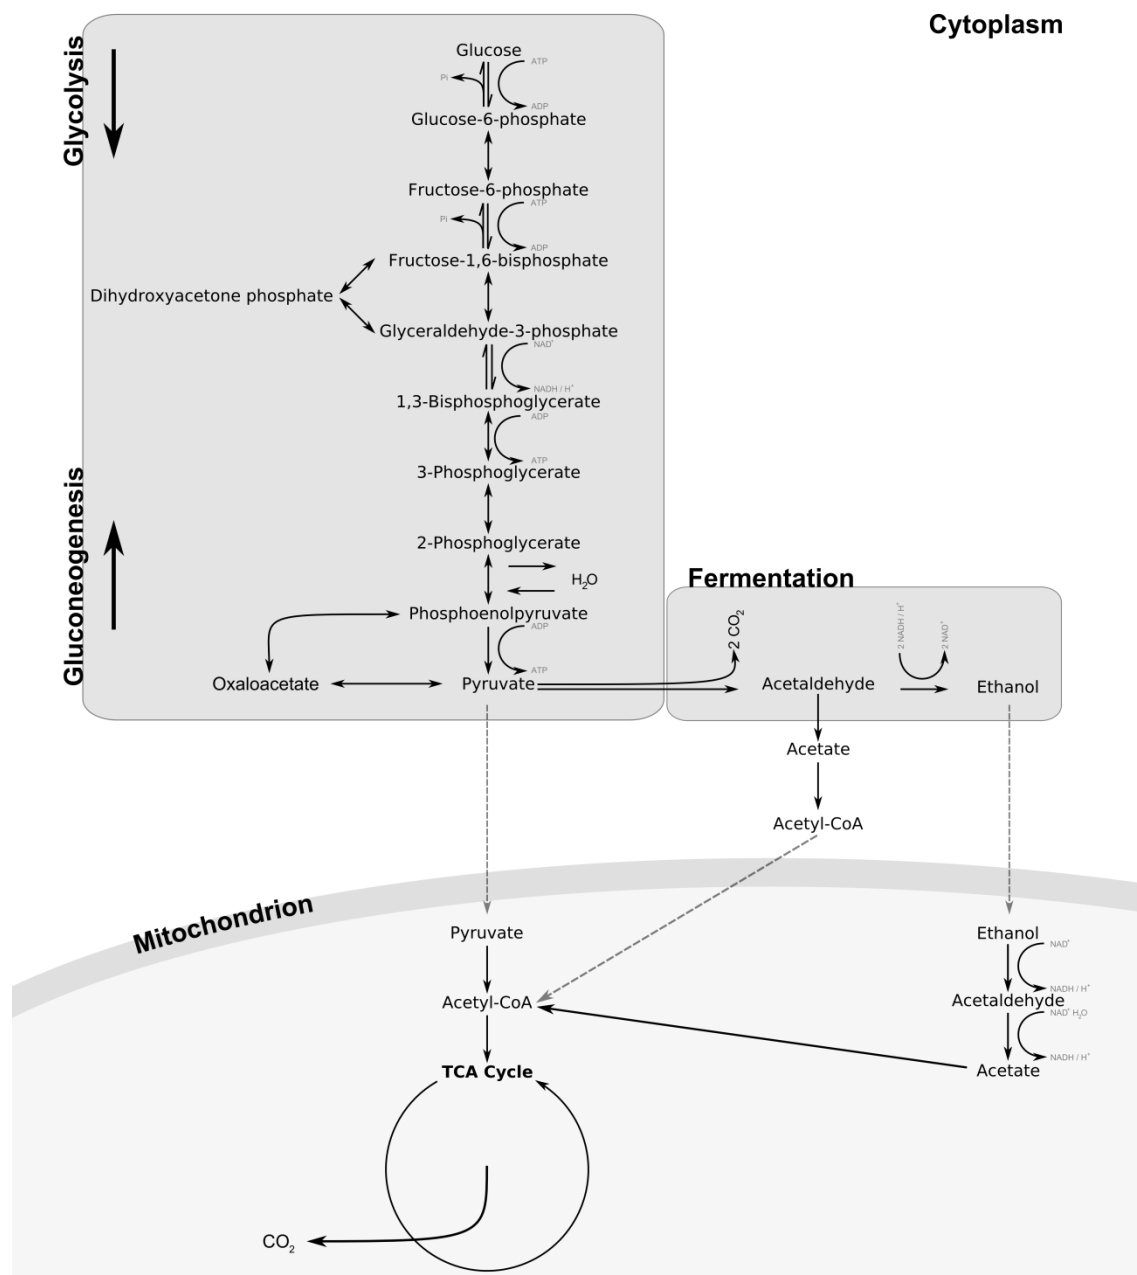 Cytoplasm
Glycolysis
Glucose
ATP
Pi
ADP
Glucose-6-phosphate
Fructose-6-phosphate
ATP
Pi
ADP
Fructose-1,6-bisphosphate
Dihydroxyacetone phosphate
Glyceraldehyde-3-phosphate
NAD⁺
NADH / H⁺
1,3-Bisphosphoglycerate
ADP
ATP
3-Phosphoglycerate
Gluconeogenesis
2-Phosphoglycerate
H₂O
Phosphoenolpyruvate
ADP
ATP
Oxaloacetate
Pyruvate
Fermentation
2 CO₂
2 NADH / H⁺
2 NAD⁺
Acetaldehyde
Ethanol
Acetate
Acetyl-CoA
Mitochondrion
Pyruvate
Ethanol
NAD⁺
NADH / H⁺
Acetyl-CoA
Acetaldehyde
NAD⁺ H₂O
NADH / H⁺
TCA Cycle
Acetate
CO₂